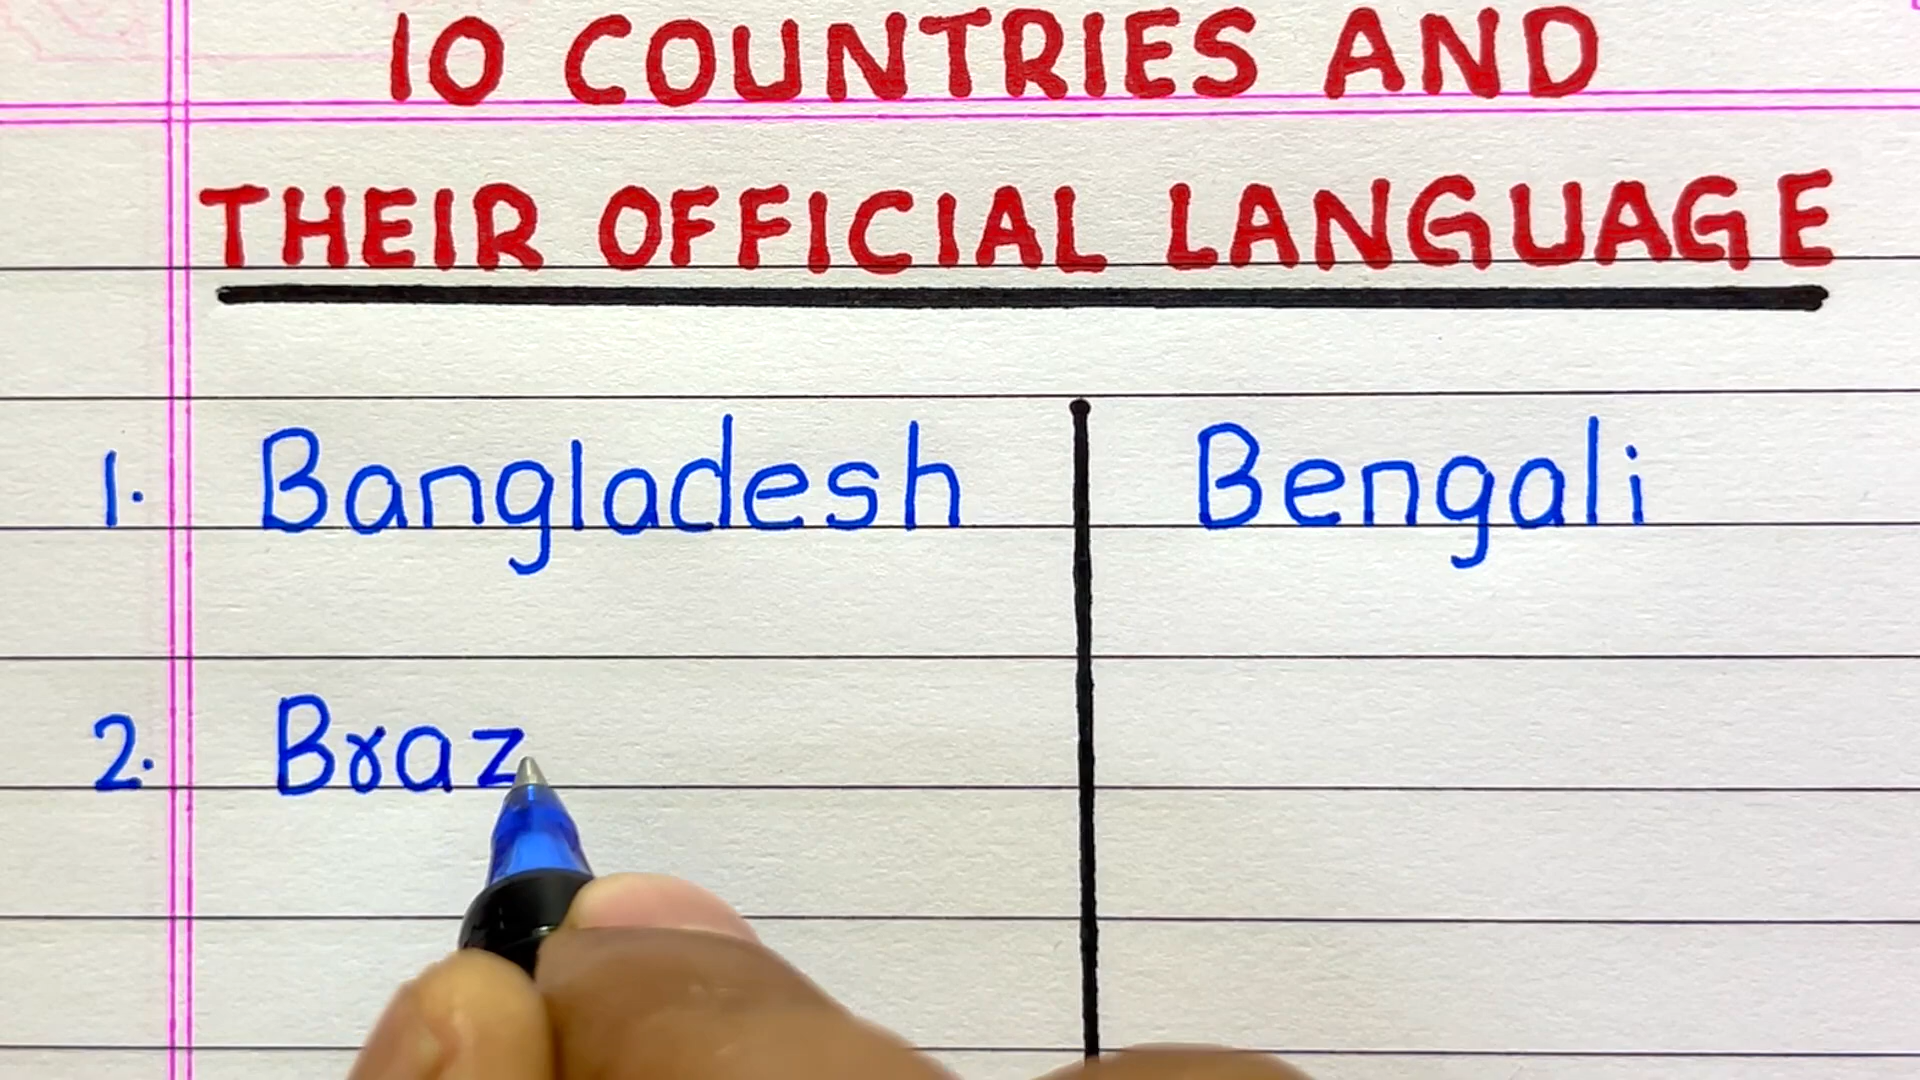 10 COUNTRIES AND
THEIR OFFICIAL LANGUAGE
1. Bangladesh Bengali
2. Braz